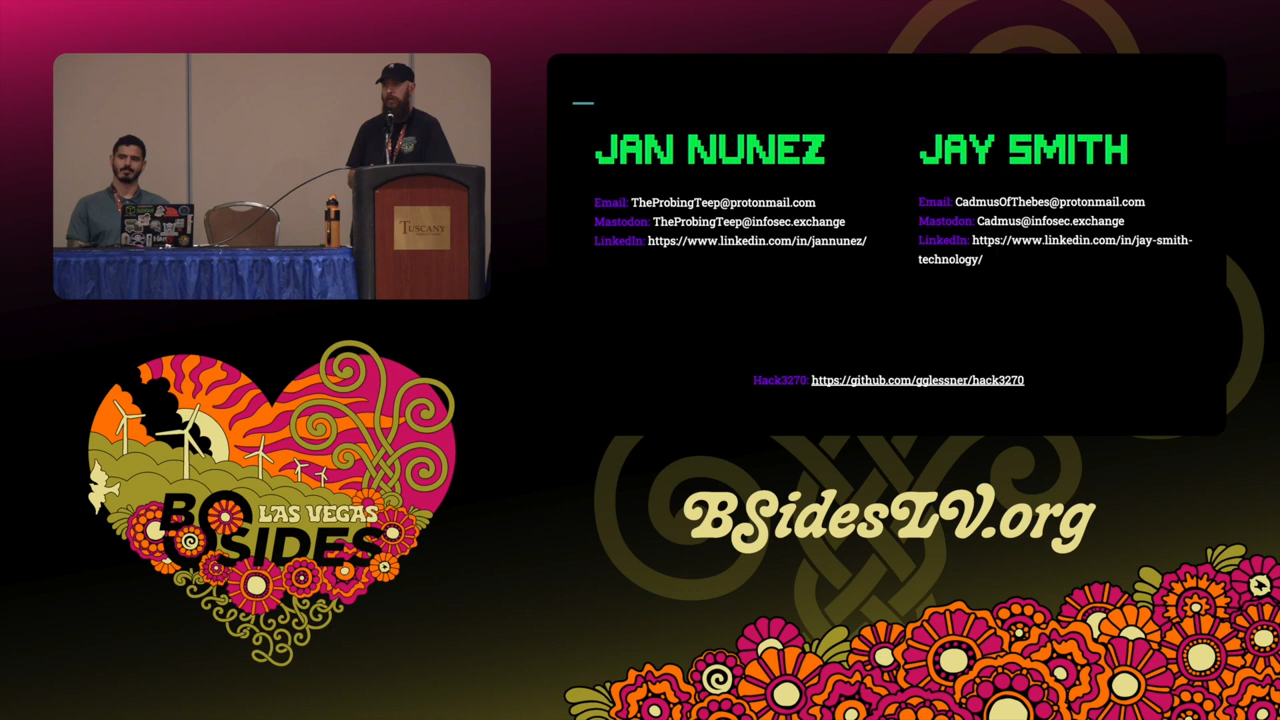 TUSCANY
JAN NUNEZ
Email: TheProbingTeep@protonmail.com
Mastodon: TheProbingTeep@infosec.exchange
LinkedIn: https://www.linkedin.com/in/jannunez/
JAY SMITH
Email: CadmusOfThebes@protonmail.com
Mastodon: Cadmus@infosec.exchange
LinkedIn: https://www.linkedin.com/in/jay-smith-
technology/
Hack3270: https://github.com/gglessner/hack3270
LAS VEGAS
BSIDES
23
BSidesLV.org